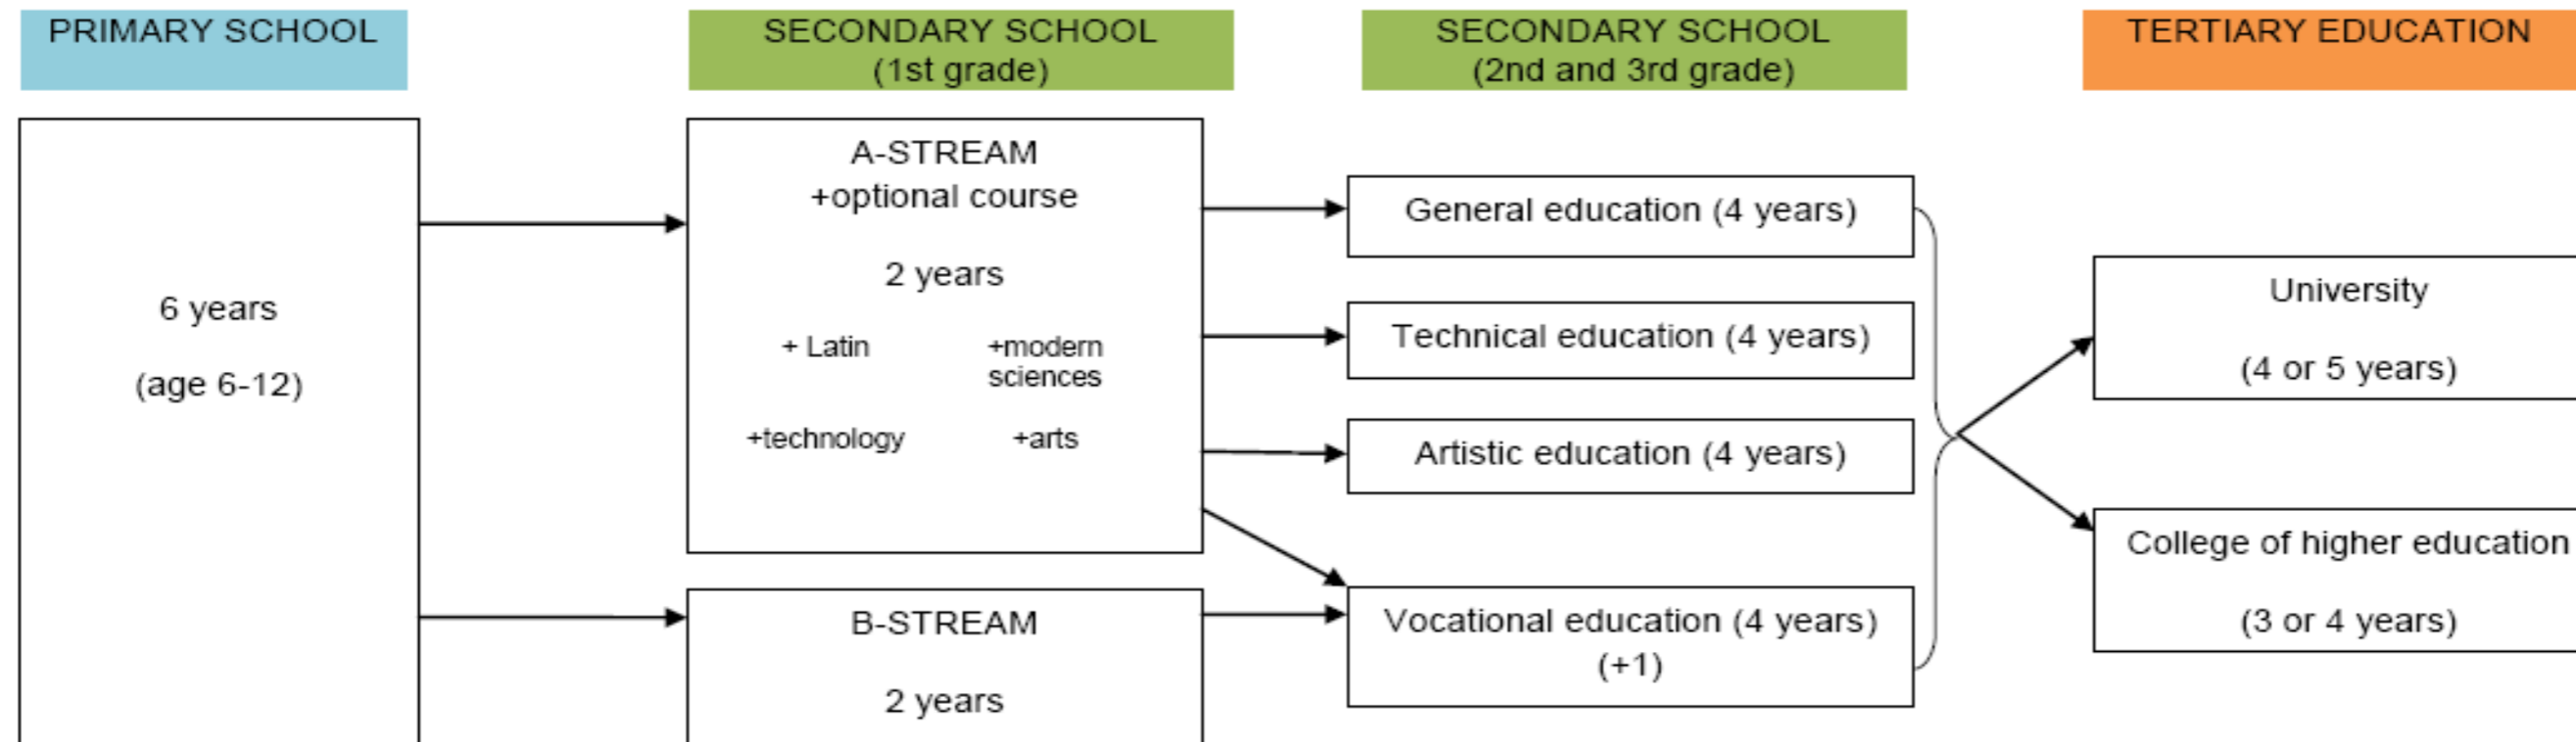 PRIMARY SCHOOL
SECONDARY SCHOOL
(1st grade)
SECONDARY SCHOOL
(2nd and 3rd grade)
TERTIARY EDUCATION
6 years
(age 6-12)
A-STREAM
+optional course
2 years
+ Latin
+modern
sciences
+technology
+arts
B-STREAM
2 years
General education (4 years)
Technical education (4 years)
Artistic education (4 years)
Vocational education (4 years)
(+1)
University
(4 or 5 years)
College of higher education
(3 or 4 years)